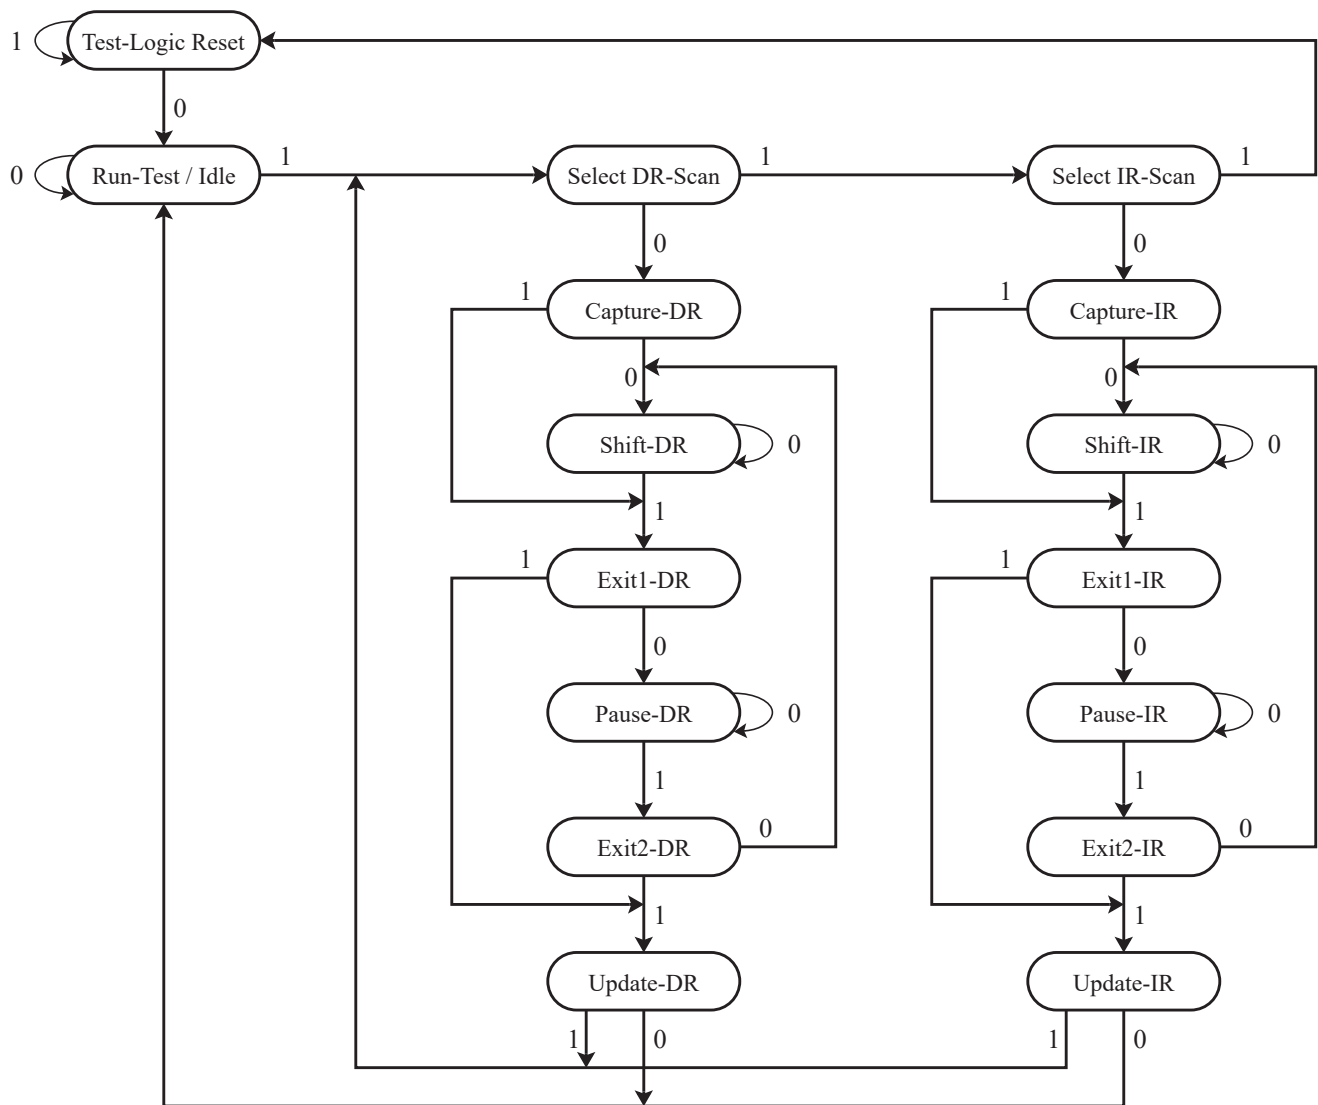 1 Test-Logic Reset
0
0 Run-Test / Idle 1 Select DR-Scan 1 Select IR-Scan 1
0 0
1 Capture-DR 1 Capture-IR
0 0
Shift-DR 0 Shift-IR 0
1 1
1 Exit1-DR 1 Exit1-IR
0 0
Pause-DR 0 Pause-IR 0
1 1
Exit2-DR 0 Exit2-IR 0
1 1
Update-DR Update-IR
1 0 1 0